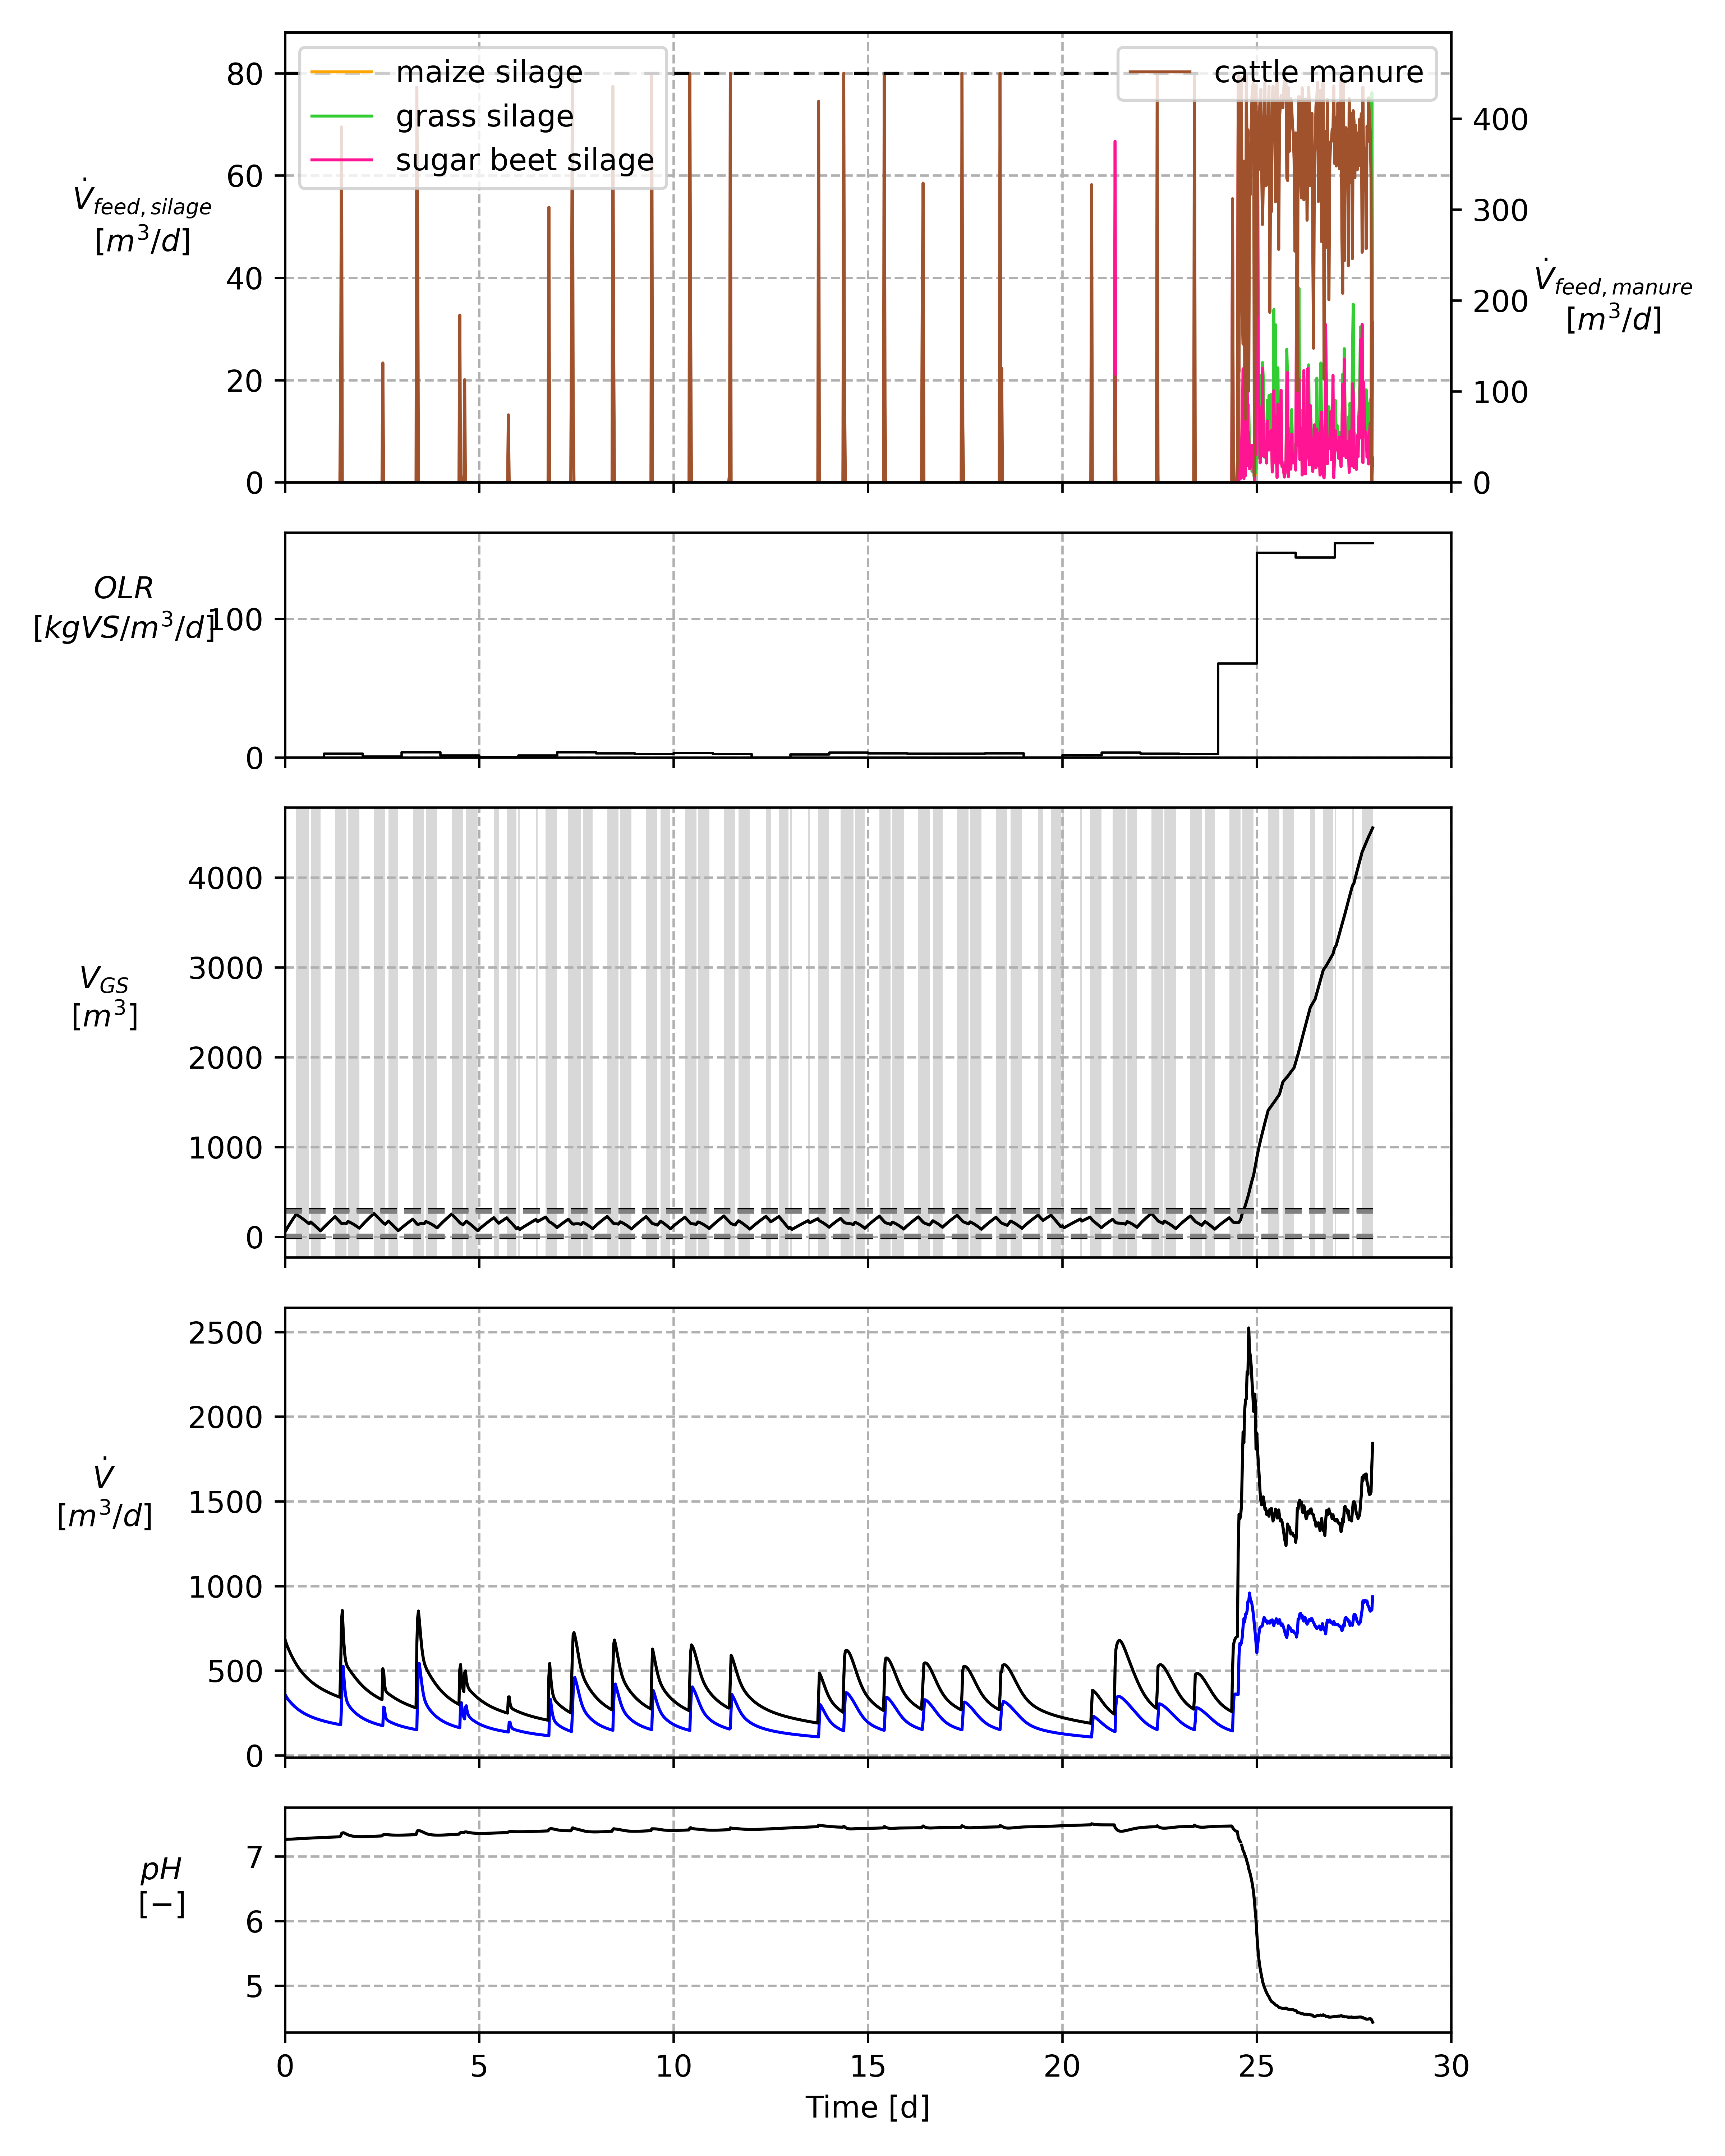 80
60
40
20
0
V̇feed, silage
[m³/d]
maize silage
grass silage
sugar beet silage
cattle manure
400
300
200
100
0
V̇feed, manure
[m³/d]
OLR
[kgVS/m³/d]
100
0
VGS
[m³]
4000
3000
2000
1000
0
V̇
[m³/d]
2500
2000
1500
1000
500
0
pH
[−]
7
6
5
0 5 10 15 20 25 30
Time [d]